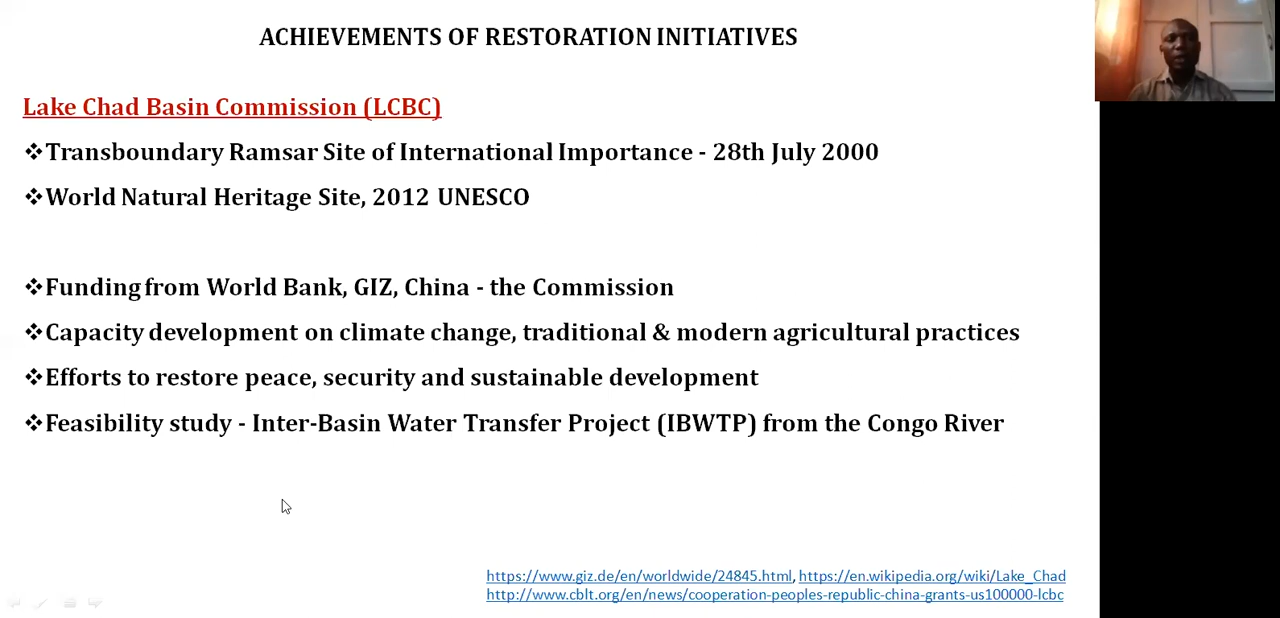 ACHIEVEMENTS OF RESTORATION INITIATIVES
Lake Chad Basin Commission (LCBC)
❖Transboundary Ramsar Site of International Importance - 28th July 2000
❖World Natural Heritage Site, 2012 UNESCO
❖Funding from World Bank, GIZ, China - the Commission
❖Capacity development on climate change, traditional & modern agricultural practices
❖Efforts to restore peace, security and sustainable development
❖Feasibility study - Inter-Basin Water Transfer Project (IBWTP) from the Congo River
https://www.giz.de/en/worldwide/24845.html, https://en.wikipedia.org/wiki/Lake_Chad
http://www.cblt.org/en/news/cooperation-peoples-republic-china-grants-us100000-lcbc